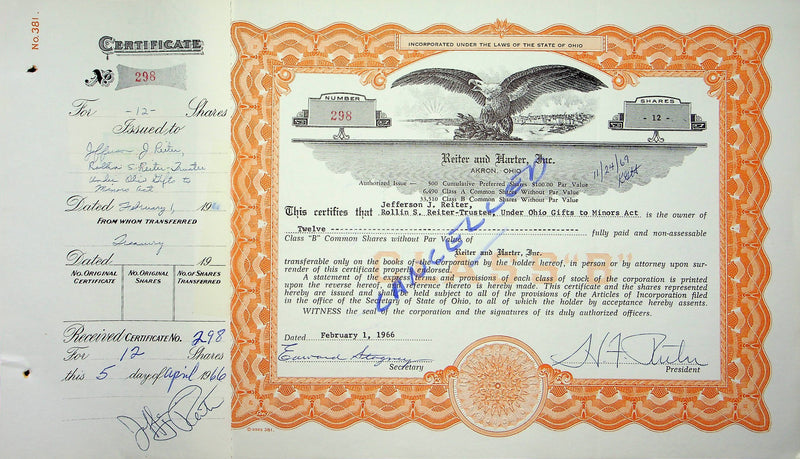 No. 381.
CERTIFICATE
No 298
For -12- Shares
Issued to
Jefferson J. Reiter,
Rollin S. Reiter, Trustee
Under Ohio Gifts to
Minors Act
Dated February 1, 1966
FROM WHOM TRANSFERRED
Treasury
Dated 19
NO. ORIGINAL CERTIFICATE
NO. ORIGINAL SHARES
NO. OF SHARES TRANSFERRED
Received CERTIFICATE No. 298
For 12 Shares
this 5 day of April 1966
INCORPORATED UNDER THE LAWS OF THE STATE OF OHIO
NUMBER
298
SHARES
- 12 -
Reiter and Harter, Inc.
AKRON, OHIO
11/24/69
Authorized Issue — 500 Cumulative Preferred Shares $100.00 Par Value
6,490 Class A Common Shares Without Par Value
33,510 Class B Common Shares Without Par Value
Jefferson J. Reiter,
This certifies that Rollin S. Reiter-Trustee, Under Ohio Gifts to Minors Act is the owner of
Twelve - - - - - - - - - - fully paid and non-assessable
Class "B" Common Shares without Par Value of
Reiter and Harter, Inc.
transferable only on the books of the Corporation by the holder hereof, in person or by attorney upon sur-
render of this certificate properly endorsed.
A statement of the express terms and provisions of each class of stock of the corporation is printed
upon the reverse hereof, and reference thereto is hereby made. This certificate and the shares represented
hereby are issued and shall be held subject to all of the provisions of the Articles of Incorporation filed
in the office of the Secretary of State of Ohio, to all of which the holder by acceptance hereby assents.
WITNESS the seal of the corporation and the signatures of its duly authorized officers.
CANCELLED
Dated February 1, 1966
Secretary
President
© GOES 381.